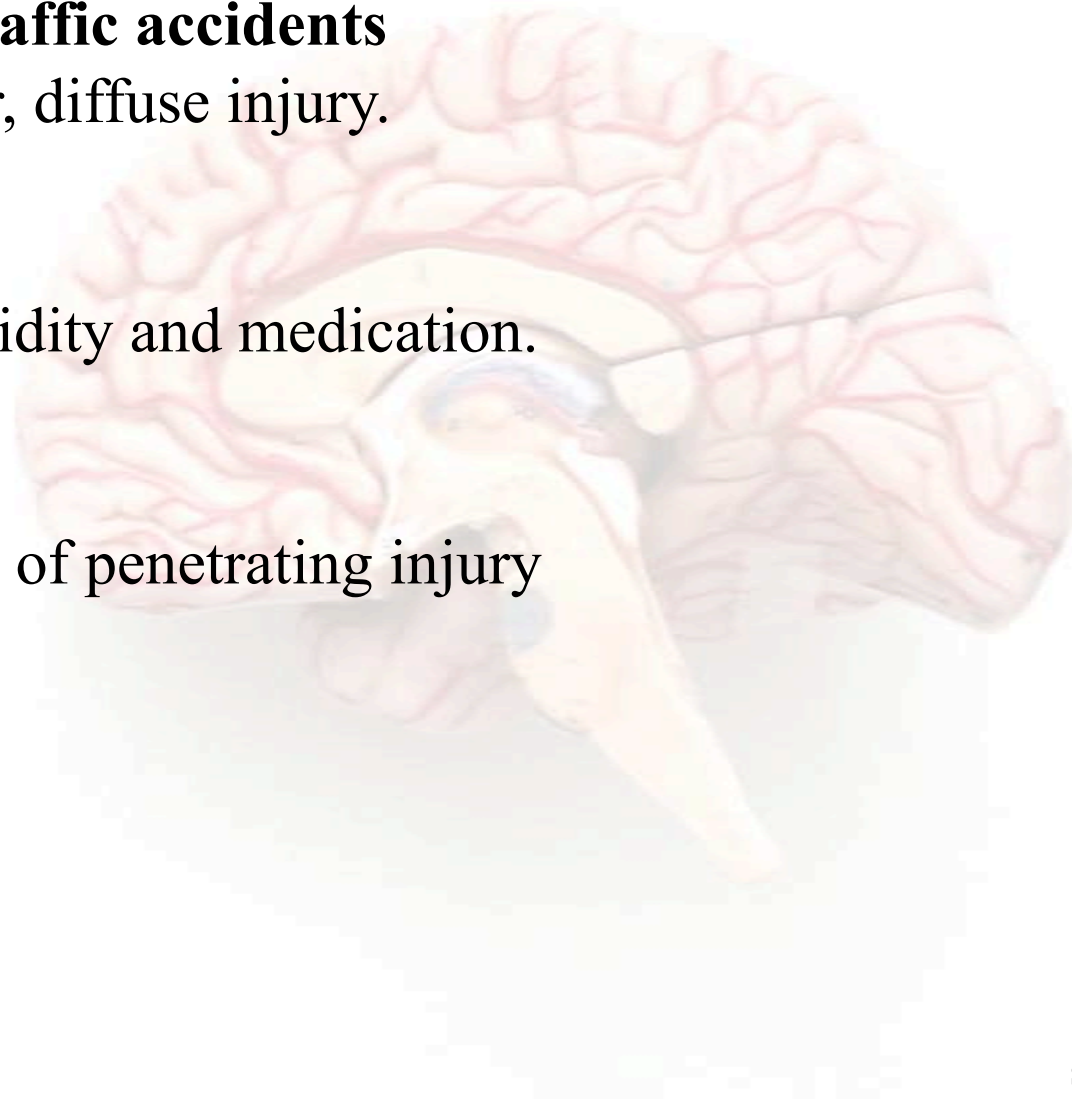 affic accidents
, diffuse injury.
idity and medication.
of penetrating injury